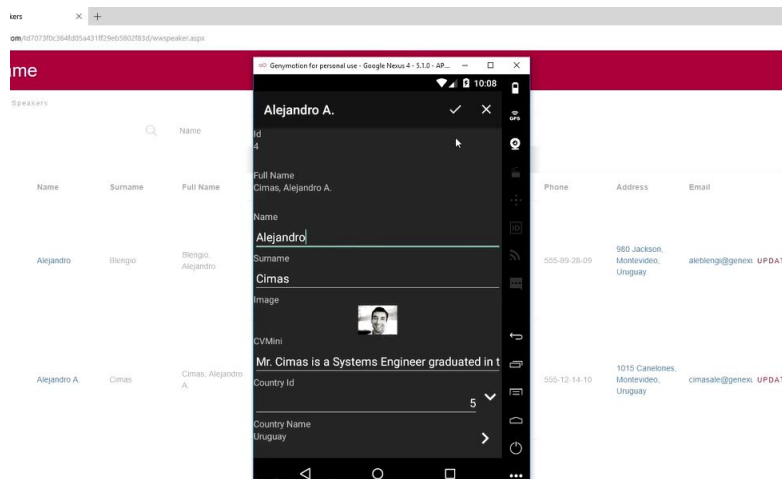 kers × +
om/Id7073f0c364fd05a431ff29eb5802f83d/wwspeaker.aspx
me
Speakers
Name
Name Surname Full Name Phone Address Email
Alejandro Blengio Blengio, Alejandro 555-89-28-09 980 Jackson, Montevideo, Uruguay aleblengi@genexu UPDAT
Alejandro A. Cimas Cimas, Alejandro A. 555-12-14-10 1015 Canelones, Montevideo, Uruguay cimasale@genexu UPDAT
Genymotion for personal use - Google Nexus 4 - 5.1.0 - AP...
10:08
Alejandro A.
Id
4
Full Name
Cimas, Alejandro A.
Name
Alejandro
Surname
Cimas
Image
CVMini
Mr. Cimas is a Systems Engineer graduated in t
Country Id
5
Country Name
Uruguay
GPS
ID